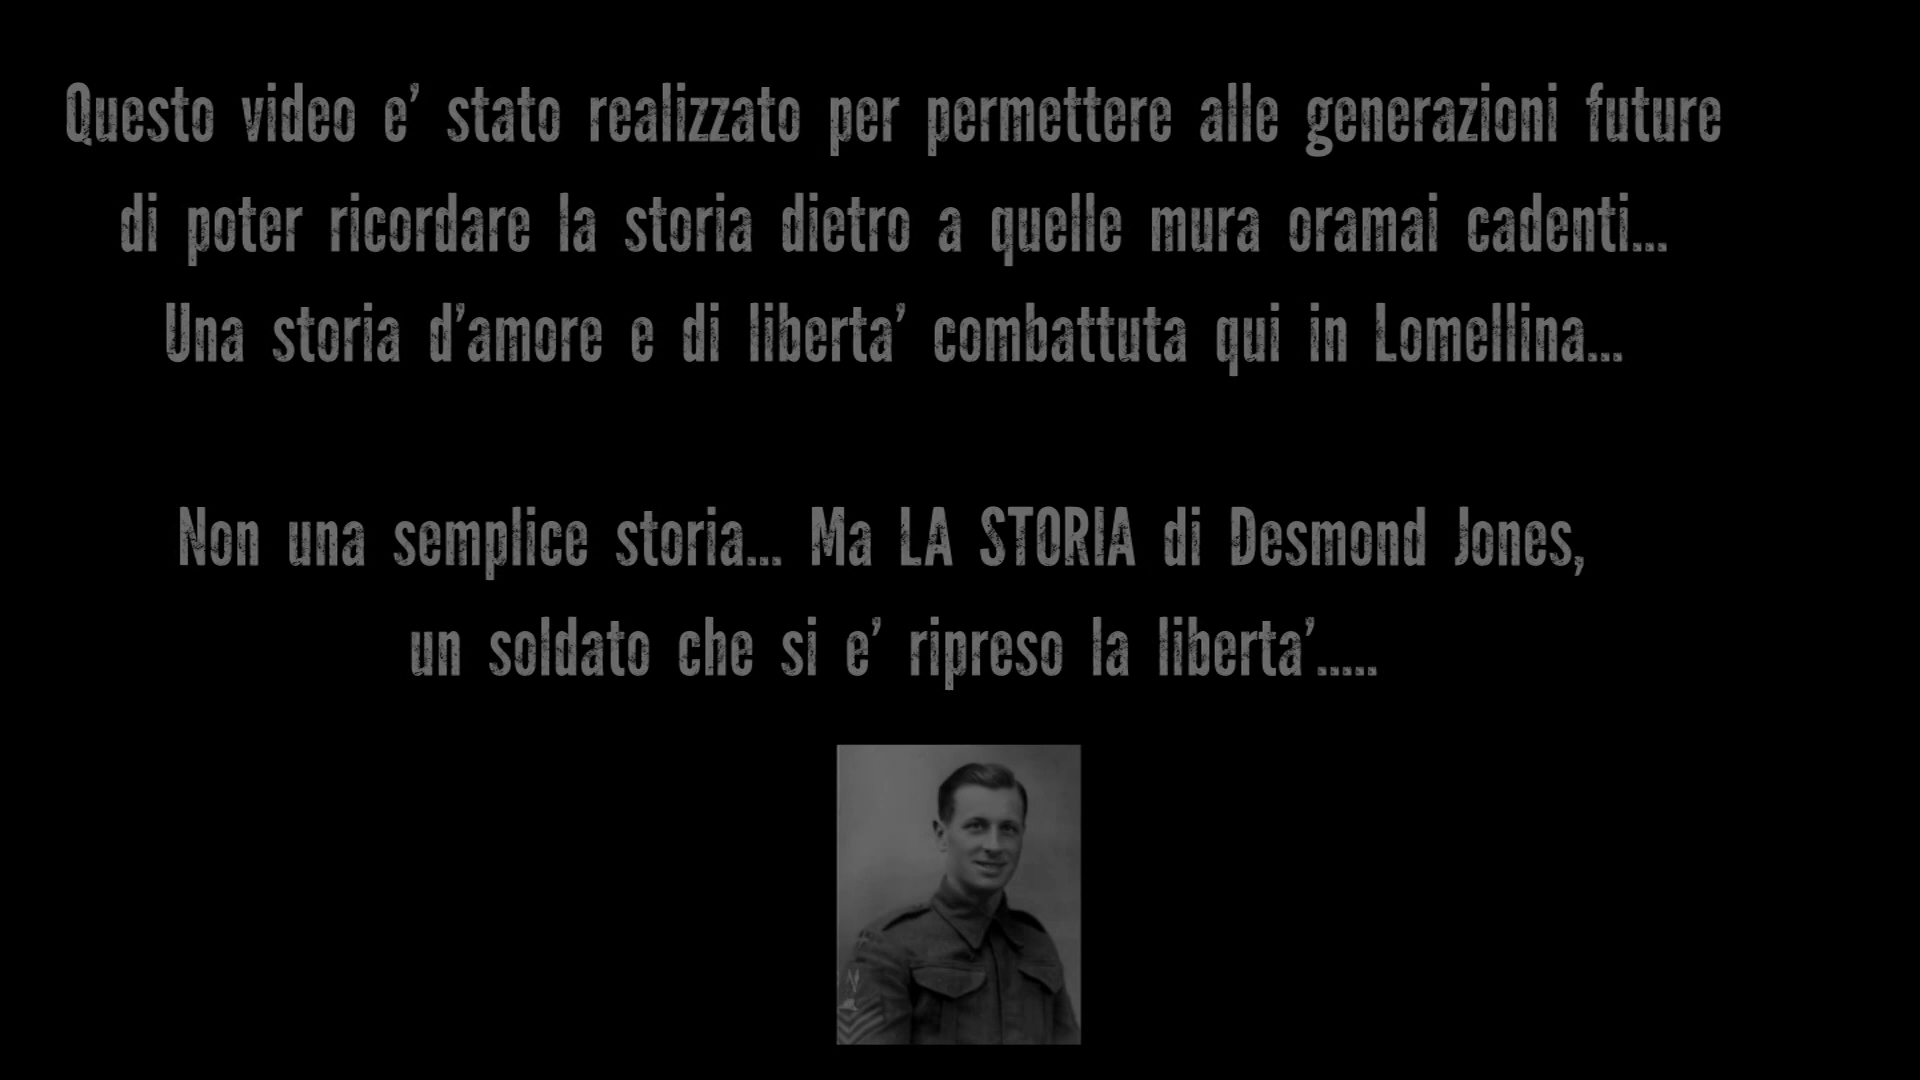 Questo video e' stato realizzato per permettere alle generazioni future
di poter ricordare la storia dietro a quelle mura oramai cadenti...
Una storia d'amore e di liberta' combattuta qui in Lomellina...
Non una semplice storia... Ma LA STORIA di Desmond Jones,
un soldato che si e' ripreso la liberta'.....